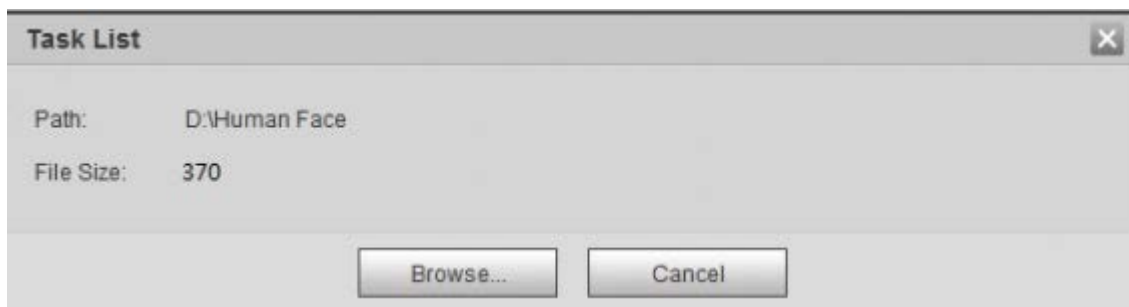 Task List
Path: D:\Human Face
File Size: 370
Browse... Cancel